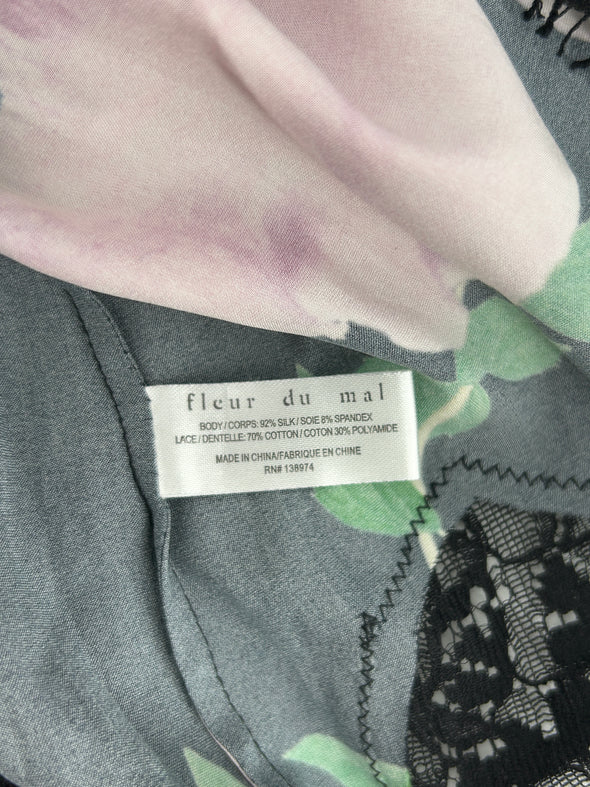 fleur du mal
BODY/CORPS: 92% SILK/SOIE 8% SPANDEX
LACE/DENTELLE: 70% COTTON/COTON 30% POLYAMIDE
MADE IN CHINA/FABRIQUE EN CHINE
RN# 138974